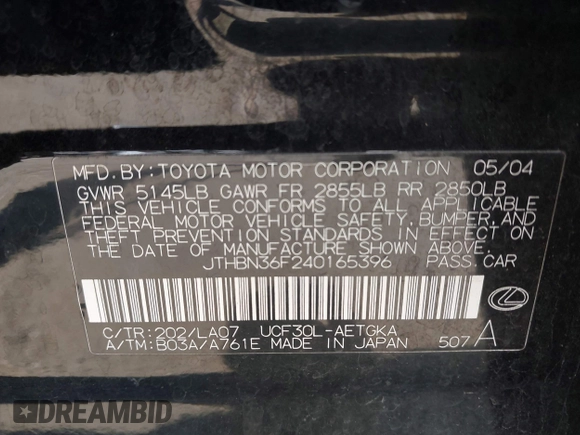 MFD. BY: TOYOTA MOTOR CORPORATION 05/04
GVWR 5145LB GAWR FR 2855LB RR 2850LB
THIS VEHICLE CONFORMS TO ALL APPLICABLE
FEDERAL MOTOR VEHICLE SAFETY, BUMPER, AND
THEFT PREVENTION STANDARDS IN EFFECT ON
THE DATE OF MANUFACTURE SHOWN ABOVE.
JTHBN36F240165396 PASS. CAR
C/TR: 202/LA07 UCF30L-AETGKA
A/TM: B03A/A761E MADE IN JAPAN 507 A
DREAMBID